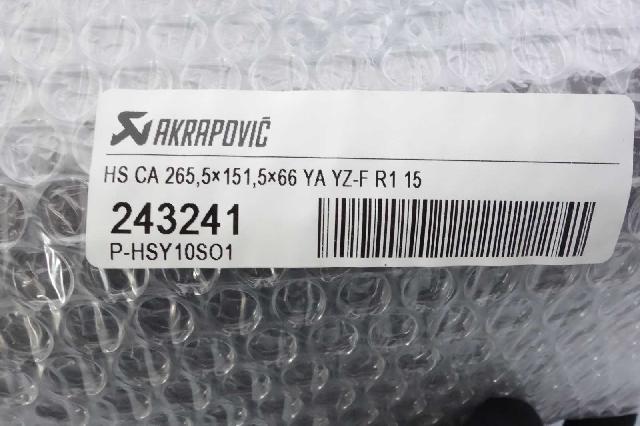 AKRAPOVIČ
HS CA 265,5×151,5×66 YA YZ-F R1 15
243241
P-HSY10SO1